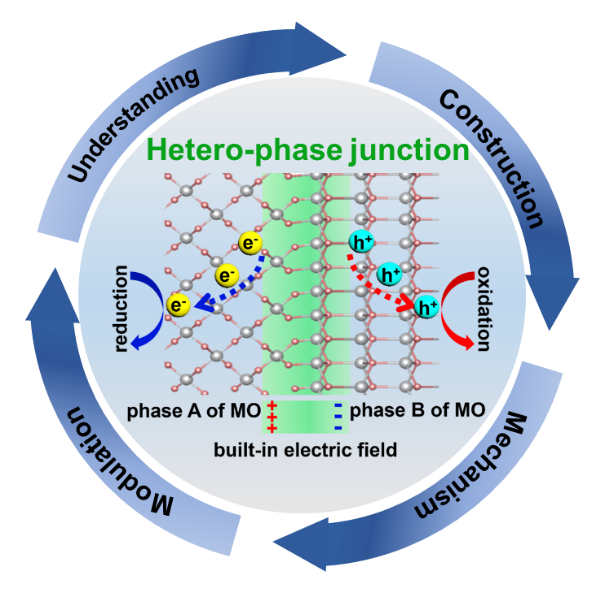 Understanding
Construction
Hetero-phase junction
e-
h+
e-
h+
e-
h+
reduction
oxidation
phase A of MO
+
+
+
-
-
-
phase B of MO
built-in electric field
Modulation
Mechanism